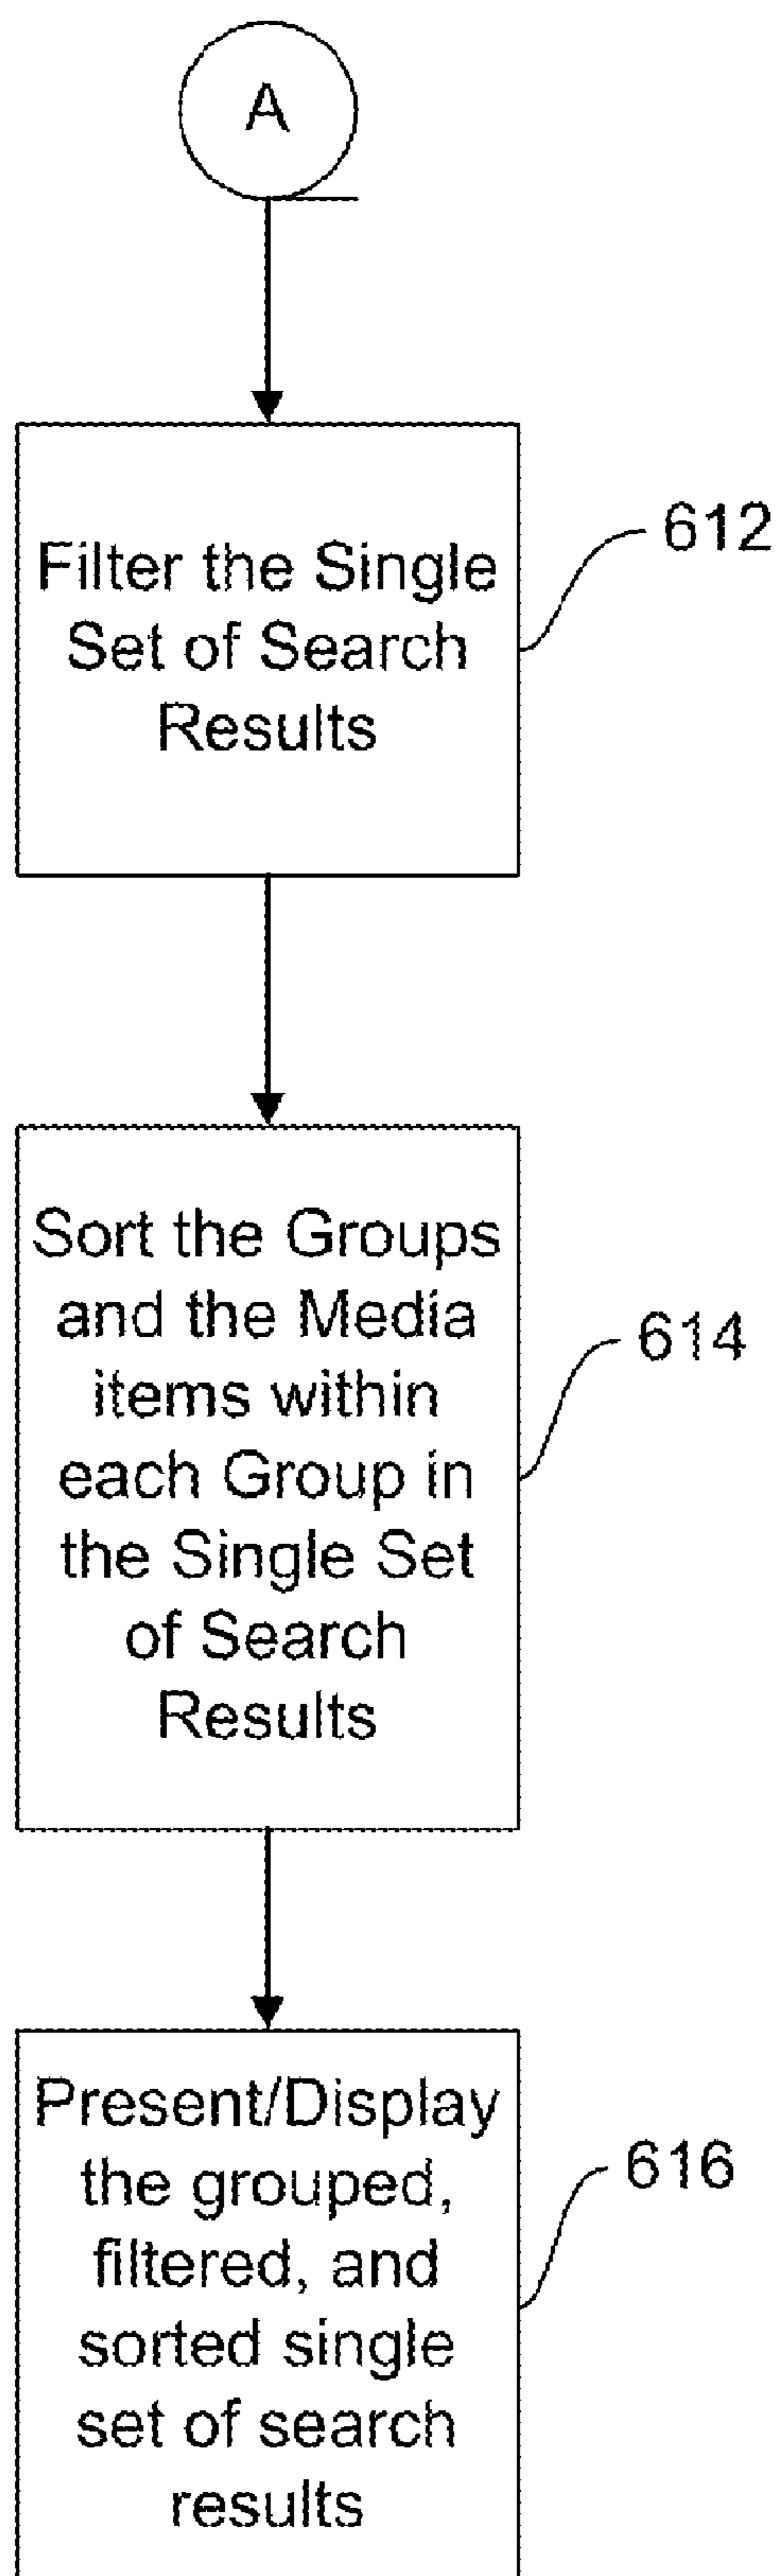 A
Filter the Single
Set of Search
Results
612
Sort the Groups
and the Media
items within
each Group in
the Single Set
of Search
Results
614
Present/Display
the grouped,
filtered, and
sorted single
set of search
results
616